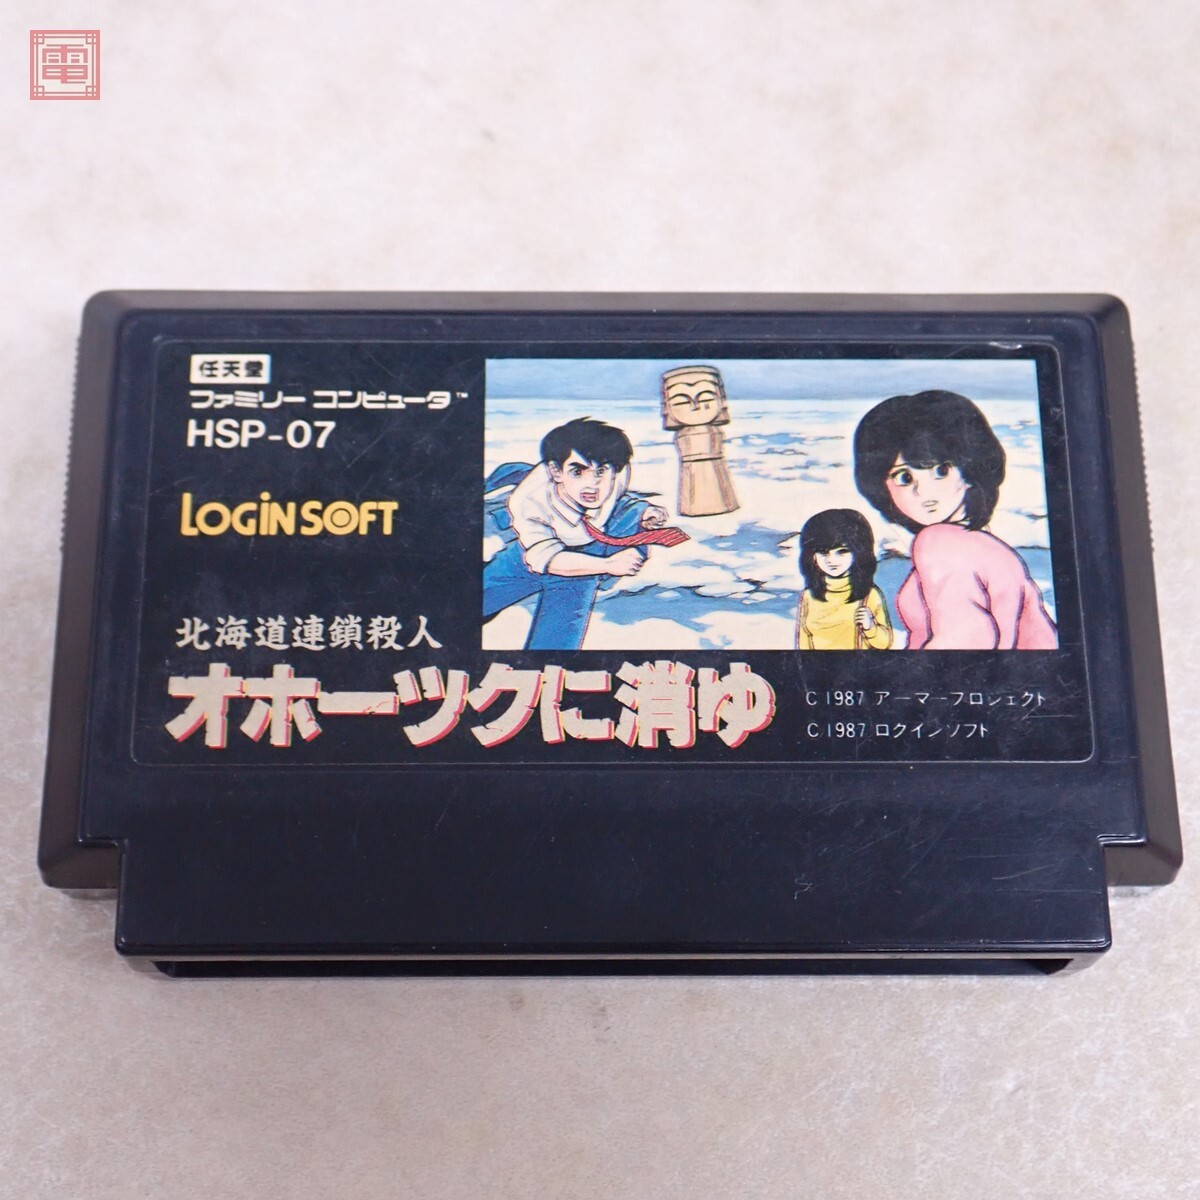 電
任天堂
ファミリー コンピュータ™
HSP-07
LOGiN SOFT
北海道連鎖殺人
オホーツクに消ゆ
C 1987 アーマープロジェクト
C 1987 ログインソフト